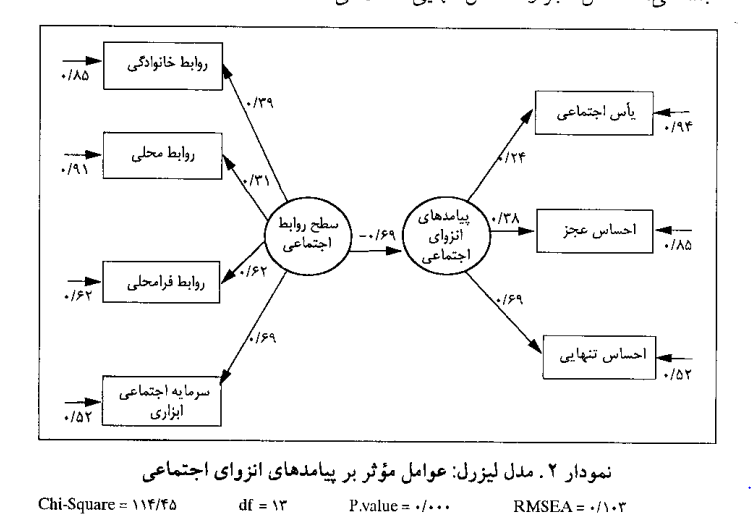 روابط خانوادگی
۰/۸۵
۰/۳۹
یأس اجتماعی
۰/۹۴
۰/۲۴
روابط محلی
۰/۹۱
۰/۳۱
سطح روابط
اجتماعی
-۰/۶۹
پیامدهای
انزوای
اجتماعی
۰/۳۸
احساس عجز
۰/۸۵
روابط فرامحلی
۰/۶۲
۰/۶۲
۰/۶۹
۰/۶۹
احساس تنهایی
۰/۵۲
سرمایه اجتماعی
ابزاری
۰/۵۲
نمودار ۲. مدل لیزرل: عوامل مؤثر بر پیامدهای انزوای اجتماعی
Chi-Square = ۱۱۴/۴۵ df = ۱۳ P.value = ۰/۰۰۰ RMSEA = ۰/۱۰۳